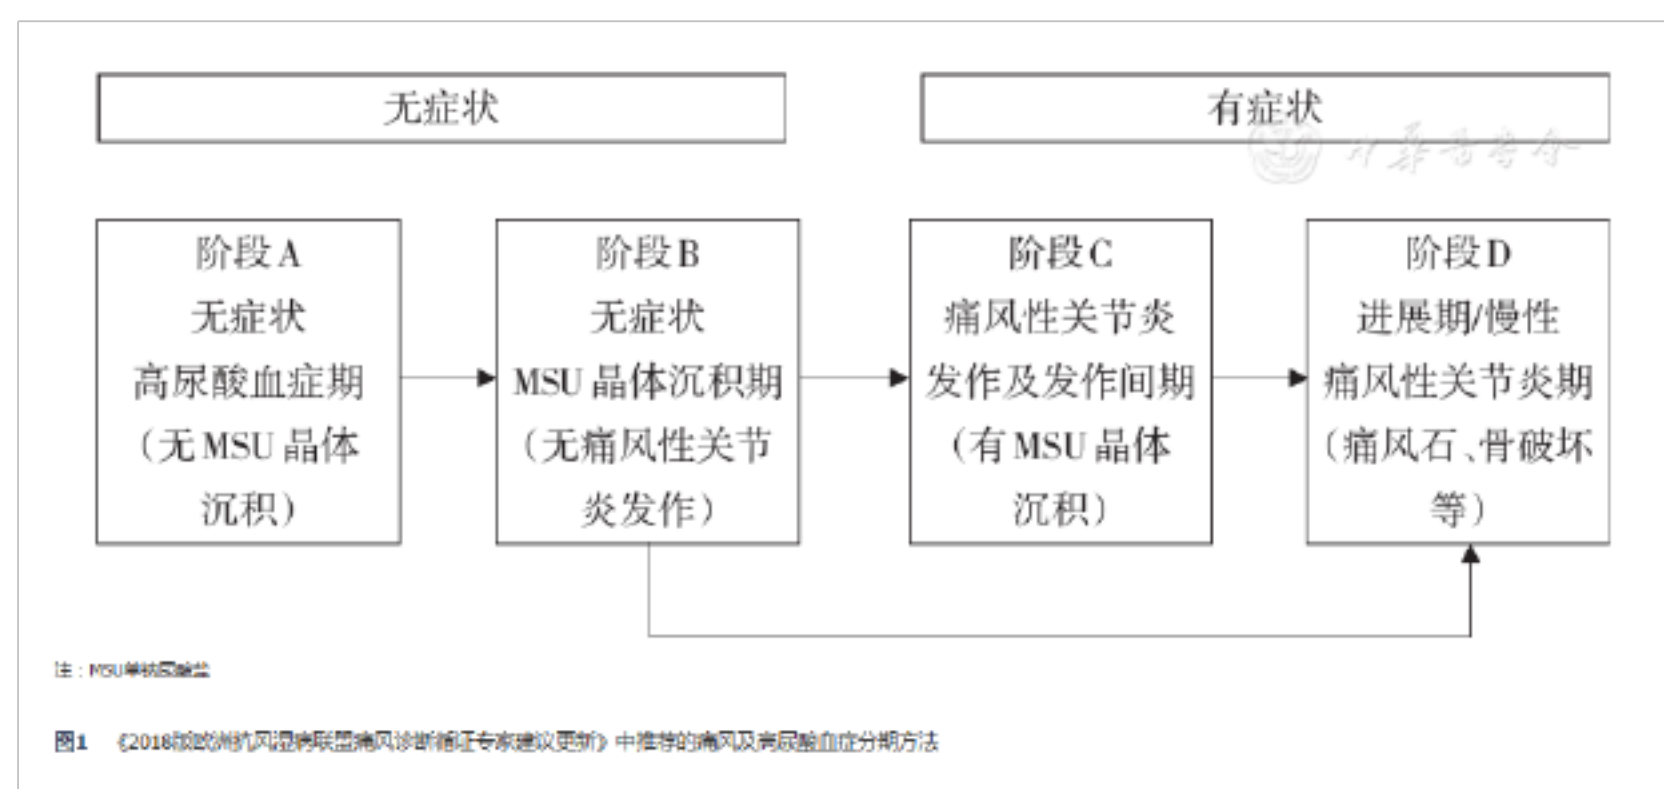 无症状
有症状
中华医学会
阶段A
无症状
高尿酸血症期
（无MSU晶体
沉积）
阶段B
无症状
MSU晶体沉积期
（无痛风性关节
炎发作）
阶段C
痛风性关节炎
发作及发作间期
（有MSU晶体
沉积）
阶段D
进展期/慢性
痛风性关节炎期
（痛风石、骨破坏
等）
注：MSU单钠尿酸盐
图1 《2018版欧洲抗风湿病联盟痛风诊断循证专家建议更新》中推荐的痛风及高尿酸血症分期方法